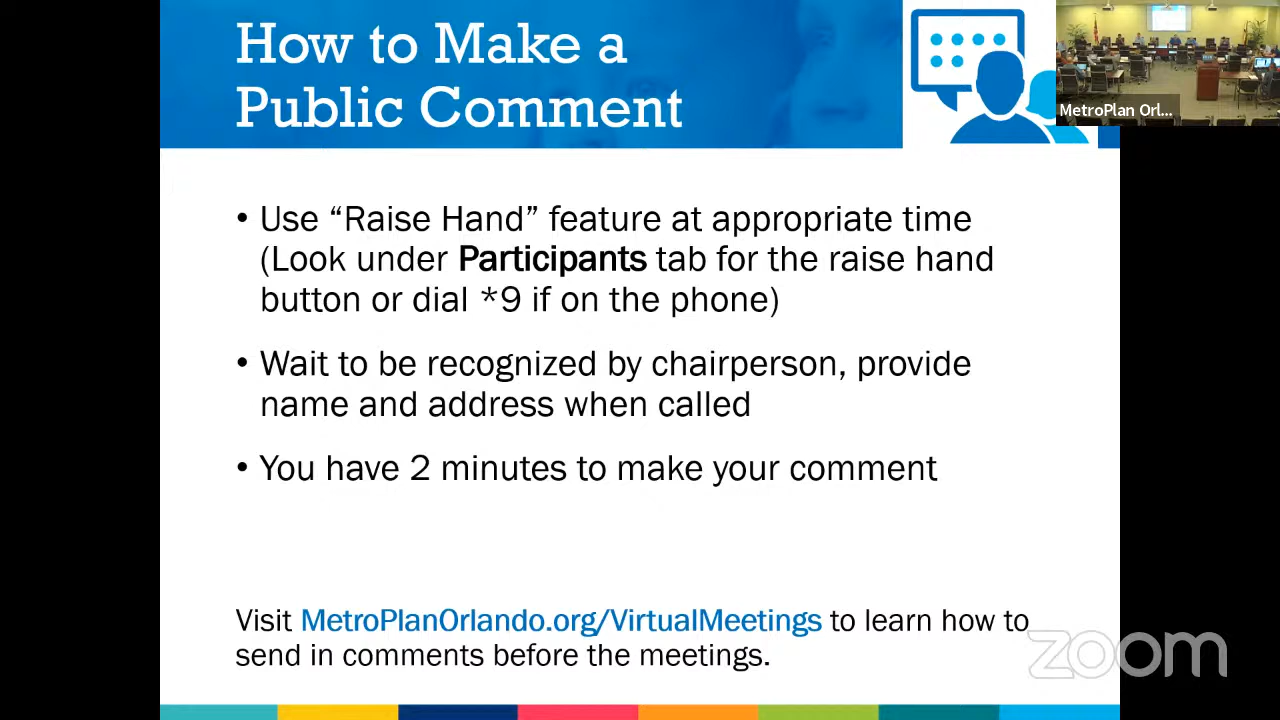 How to Make a
Public Comment
MetroPlan Orl...
• Use “Raise Hand” feature at appropriate time
(Look under Participants tab for the raise hand
button or dial *9 if on the phone)
• Wait to be recognized by chairperson, provide
name and address when called
• You have 2 minutes to make your comment
Visit MetroPlanOrlando.org/VirtualMeetings to learn how to
send in comments before the meetings.
zoom